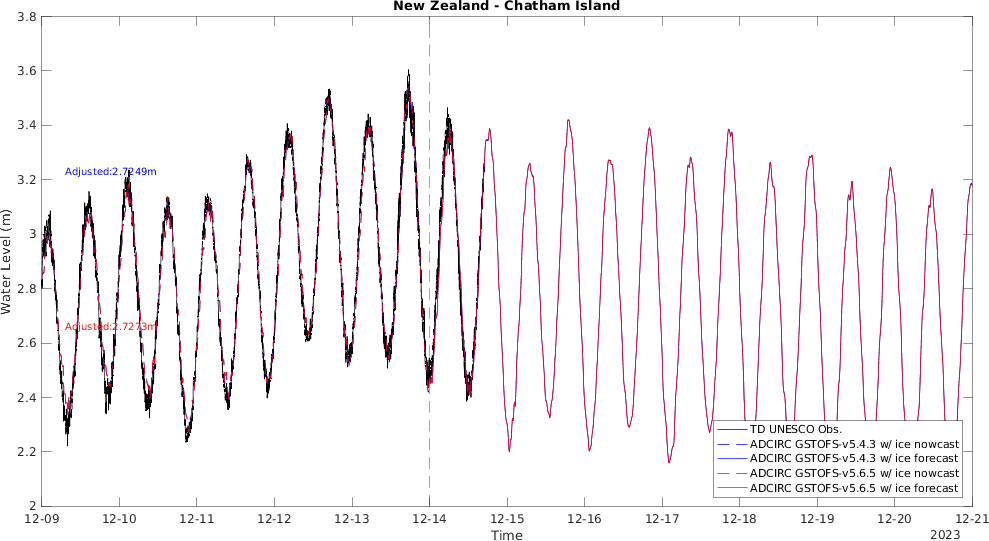 New Zealand - Chatham Island
3.8
3.6
3.4
3.2
3
2.8
2.6
2.4
2.2
2
Water Level (m)
Adjusted:2.7249m
Adjusted:2.7273m
TD UNESCO Obs.
ADCIRC GSTOFS-v5.4.3 w/ ice nowcast
ADCIRC GSTOFS-v5.4.3 w/ ice forecast
ADCIRC GSTOFS-v5.6.5 w/ ice nowcast
ADCIRC GSTOFS-v5.6.5 w/ ice forecast
12-09 12-10 12-11 12-12 12-13 12-14 12-15 12-16 12-17 12-18 12-19 12-20 12-21
Time
2023